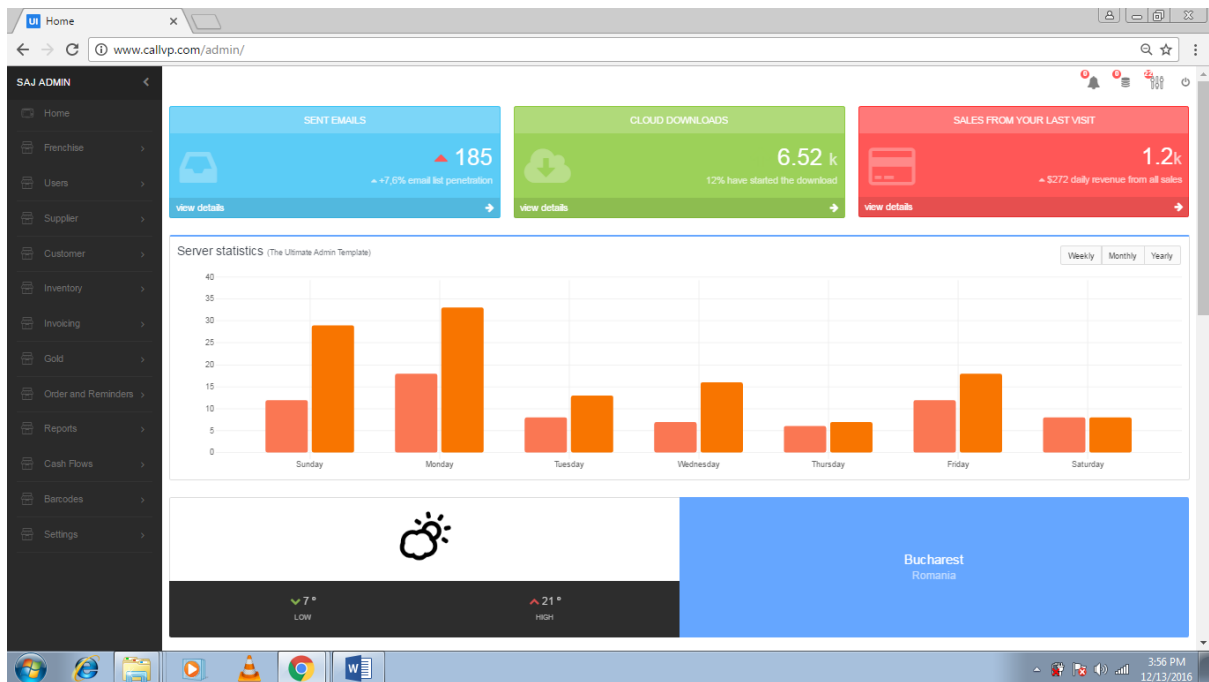 UI Home
www.callvp.com/admin/
SAJ ADMIN
0 0 22
Home
Frenchise
Users
Supplier
Customer
Inventory
Invoicing
Gold
Order and Reminders
Reports
Cash Flows
Barcodes
Settings
SENT EMAILS
185
+7,6% email list penetration
view details
CLOUD DOWNLOADS
6.52 k
12% have started the download
view details
SALES FROM YOUR LAST VISIT
1.2k
$272 daily revenue from all sales
view details
Server statistics (The Ultimate Admin Template)
Weekly Monthly Yearly
40
35
30
25
20
15
10
5
0
Sunday Monday Tuesday Wednesday Thursday Friday Saturday
7°
LOW
21°
HIGH
Bucharest
Romania
W
3:56 PM
12/13/2016